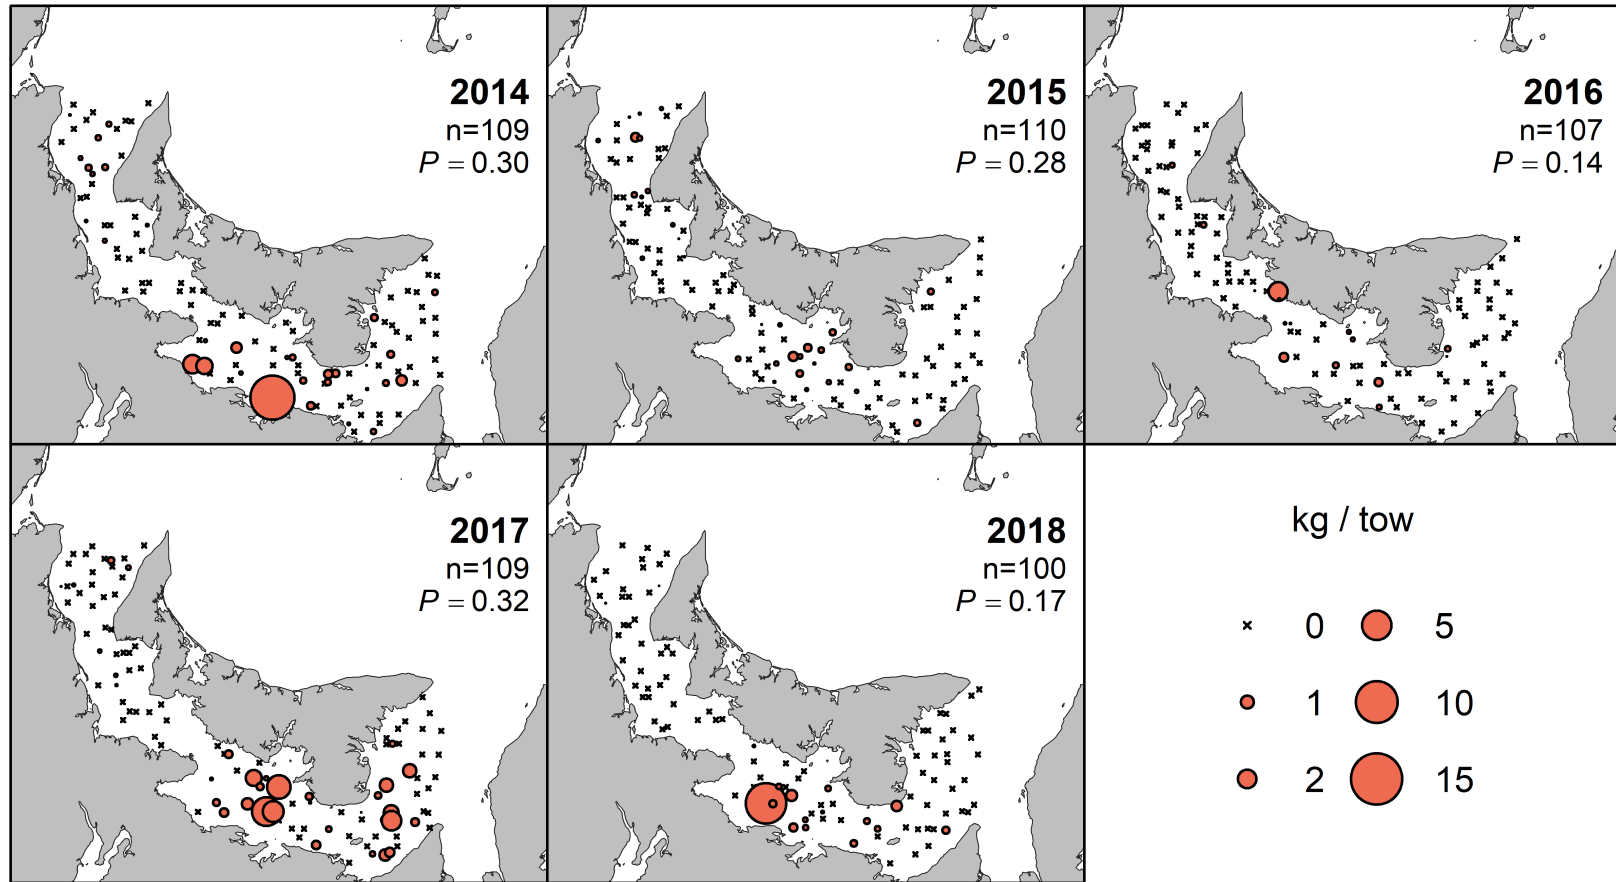 2014
n=109
P = 0.30
2015
n=110
P = 0.28
2016
n=107
P = 0.14
2017
n=109
P = 0.32
2018
n=100
P = 0.17
kg / tow
0 5
1 10
2 15